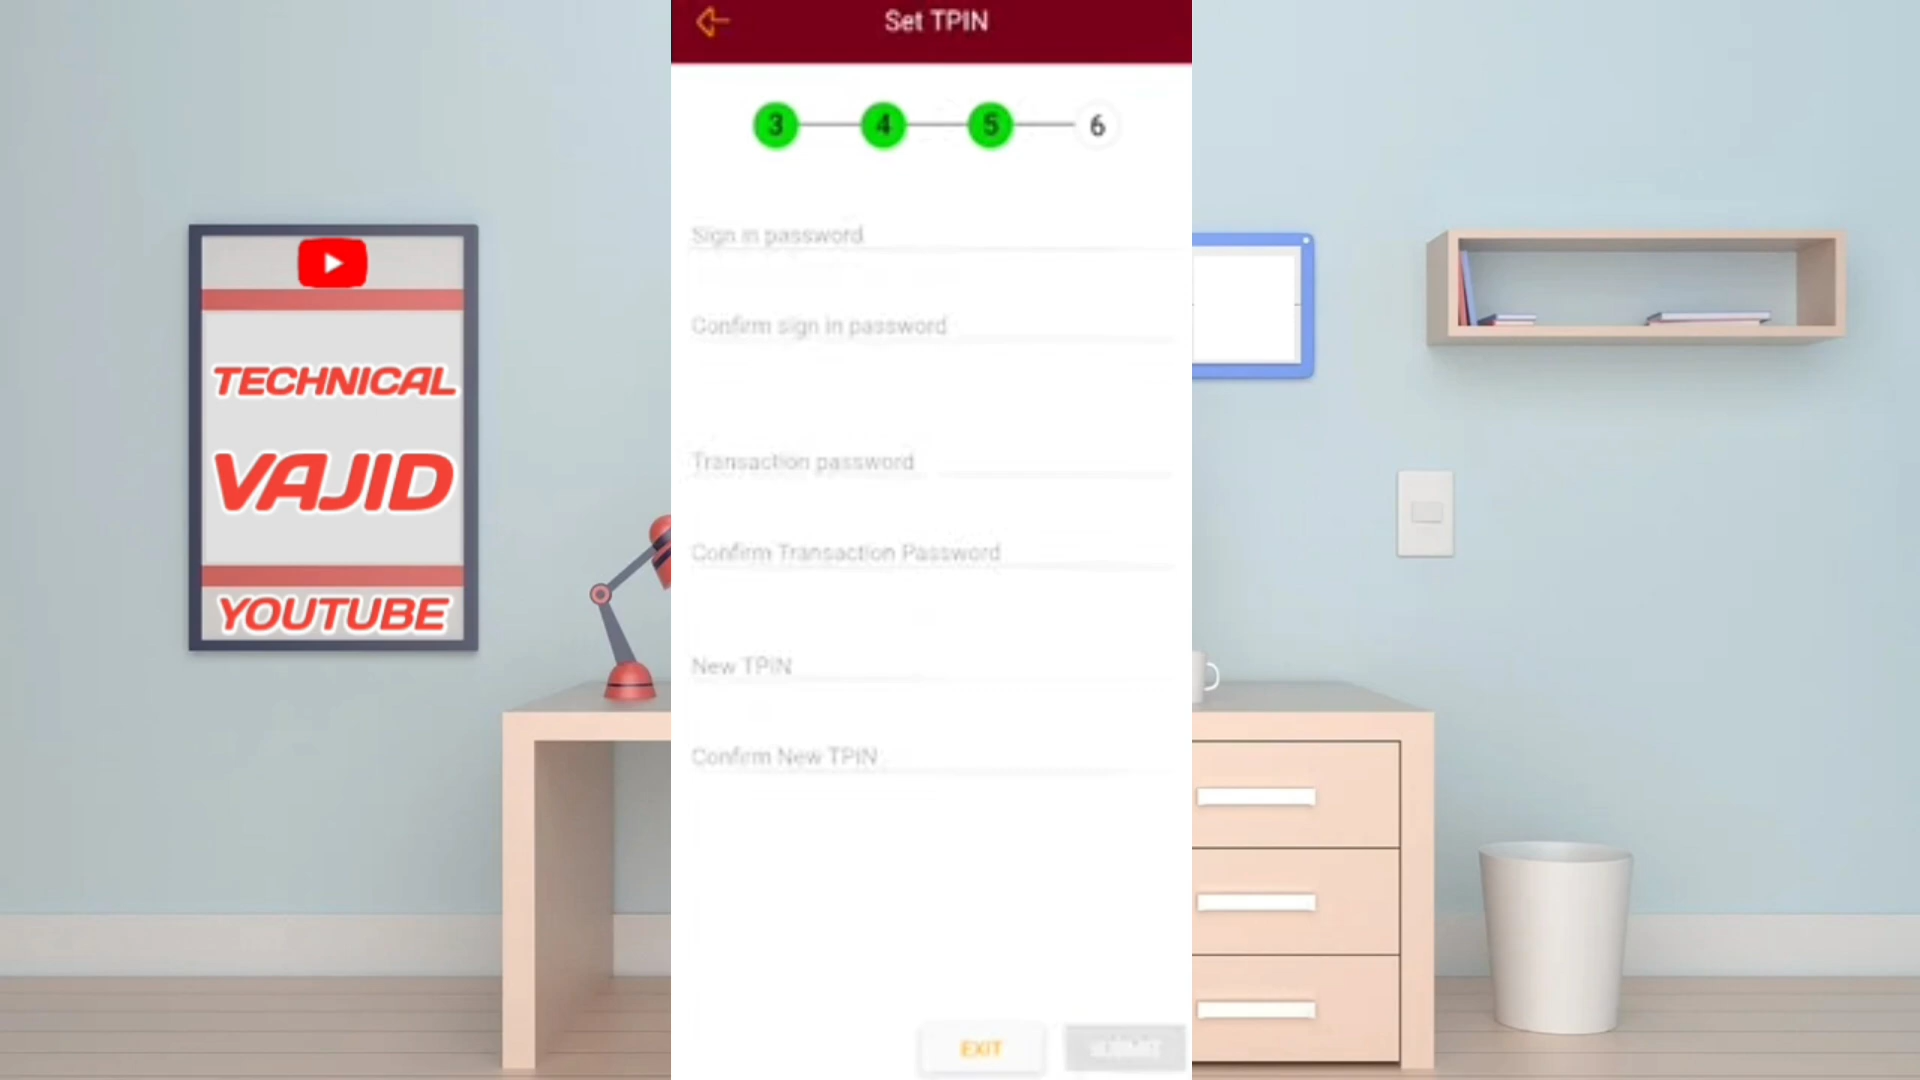 TECHNICAL
VAJID
YOUTUBE
Set TPIN
3 4 5 6
Sign in password
Confirm sign in password
Transaction password
Confirm Transaction Password
New TPIN
Confirm New TPIN
EXIT